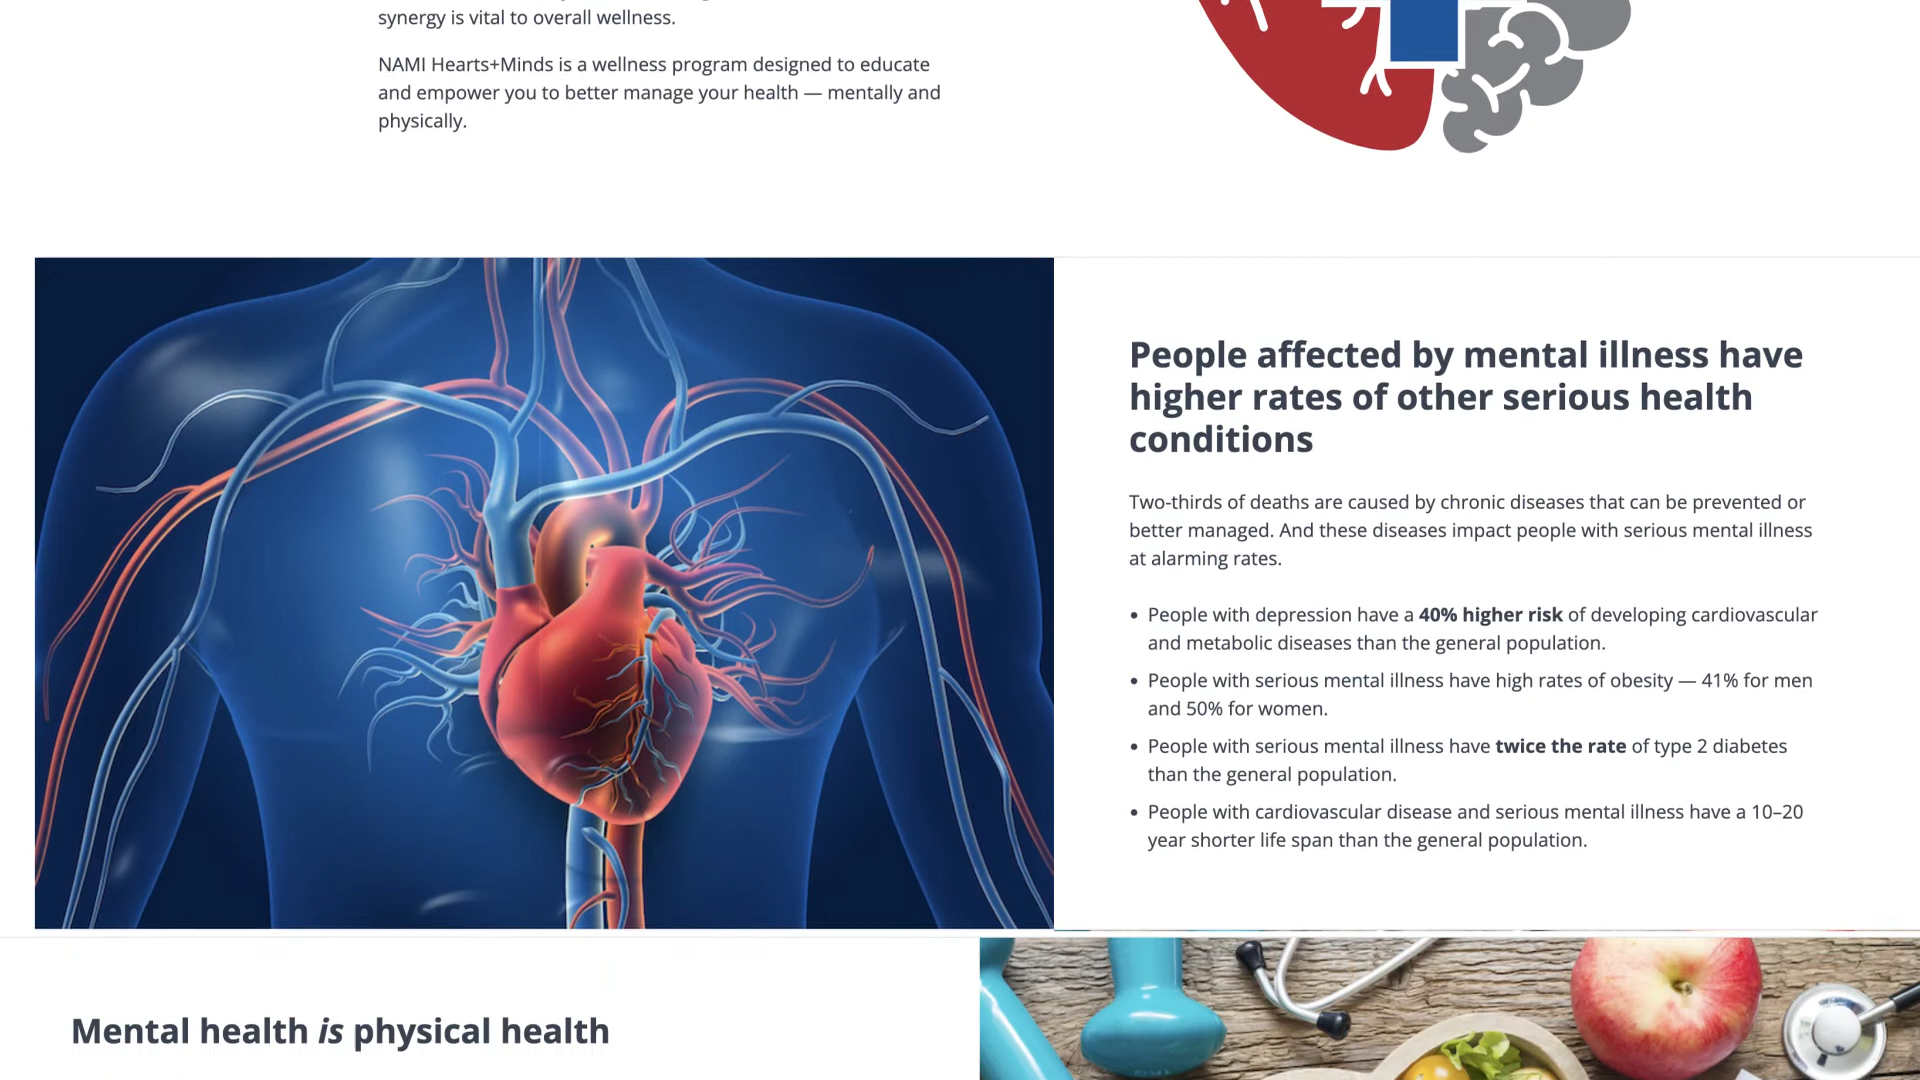 synergy is vital to overall wellness.
NAMI Hearts+Minds is a wellness program designed to educate
and empower you to better manage your health — mentally and
physically.
People affected by mental illness have
higher rates of other serious health
conditions
Two-thirds of deaths are caused by chronic diseases that can be prevented or
better managed. And these diseases impact people with serious mental illness
at alarming rates.
• People with depression have a 40% higher risk of developing cardiovascular
and metabolic diseases than the general population.
• People with serious mental illness have high rates of obesity — 41% for men
and 50% for women.
• People with serious mental illness have twice the rate of type 2 diabetes
than the general population.
• People with cardiovascular disease and serious mental illness have a 10–20
year shorter life span than the general population.
Mental health is physical health